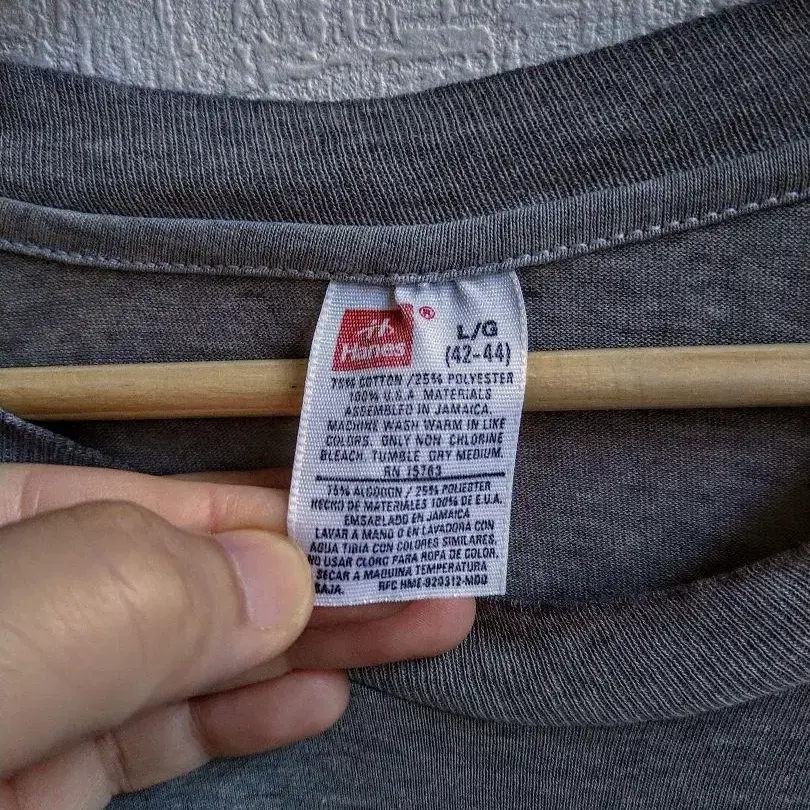 Hanes ®
L/G
(42-44)
75% COTTON / 25% POLYESTER
100% U.S.A. MATERIALS
ASSEMBLED IN JAMAICA.
MACHINE WASH WARM IN LIKE
COLORS. ONLY NON CHLORINE
BLEACH. TUMBLE DRY MEDIUM.
RN 15763
75% ALGODON / 25% POLIESTER
HECHO DE MATERIALES 100% DE E.U.A.
EMSABLADO EN JAMAICA
LAVAR A MANO O EN LAVADORA CON
AGUA TIBIA CON COLORES SIMILARES.
NO USAR CLORO PARA ROPA DE COLOR.
SECAR A MAQUINA TEMPERATURA
BAJA. RFC HME-920312-MDQ